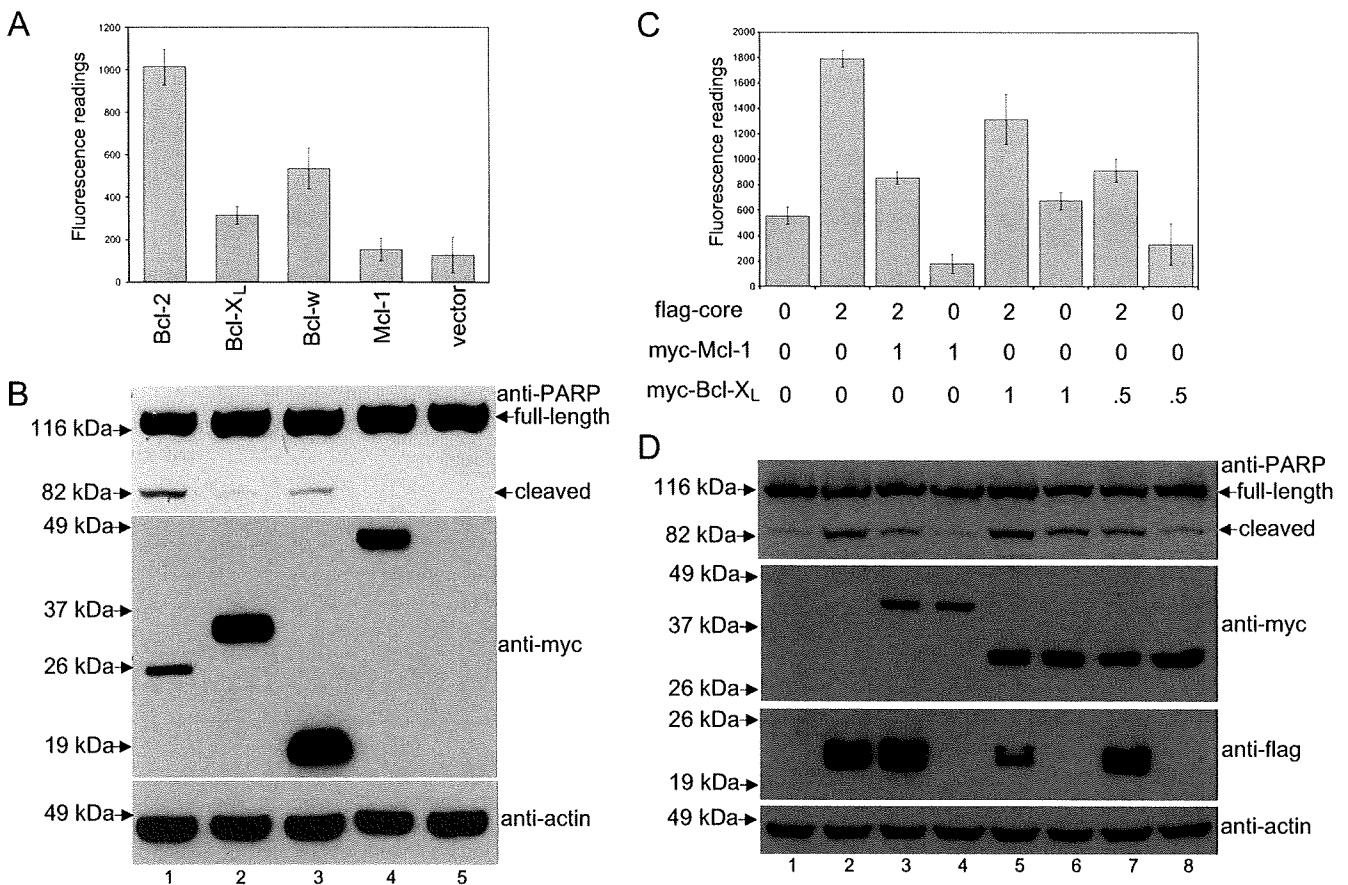 A
Fluorescence readings
1200
1000
800
600
400
200
0
Bcl-2
Bcl-XL
Bcl-w
Mcl-1
vector
B
anti-PARP
116 kDa
full-length
82 kDa
cleaved
49 kDa
37 kDa
anti-myc
26 kDa
19 kDa
49 kDa
anti-actin
1 2 3 4 5
C
Fluorescence readings
2000
1800
1600
1400
1200
1000
800
600
400
200
0
flag-core 0 2 2 0 2 0 2 0
myc-Mcl-1 0 0 1 1 0 0 0 0
myc-Bcl-XL 0 0 0 0 1 1 .5 .5
D
anti-PARP
116 kDa
full-length
82 kDa
cleaved
49 kDa
37 kDa
anti-myc
26 kDa
26 kDa
anti-flag
19 kDa
49 kDa
anti-actin
1 2 3 4 5 6 7 8